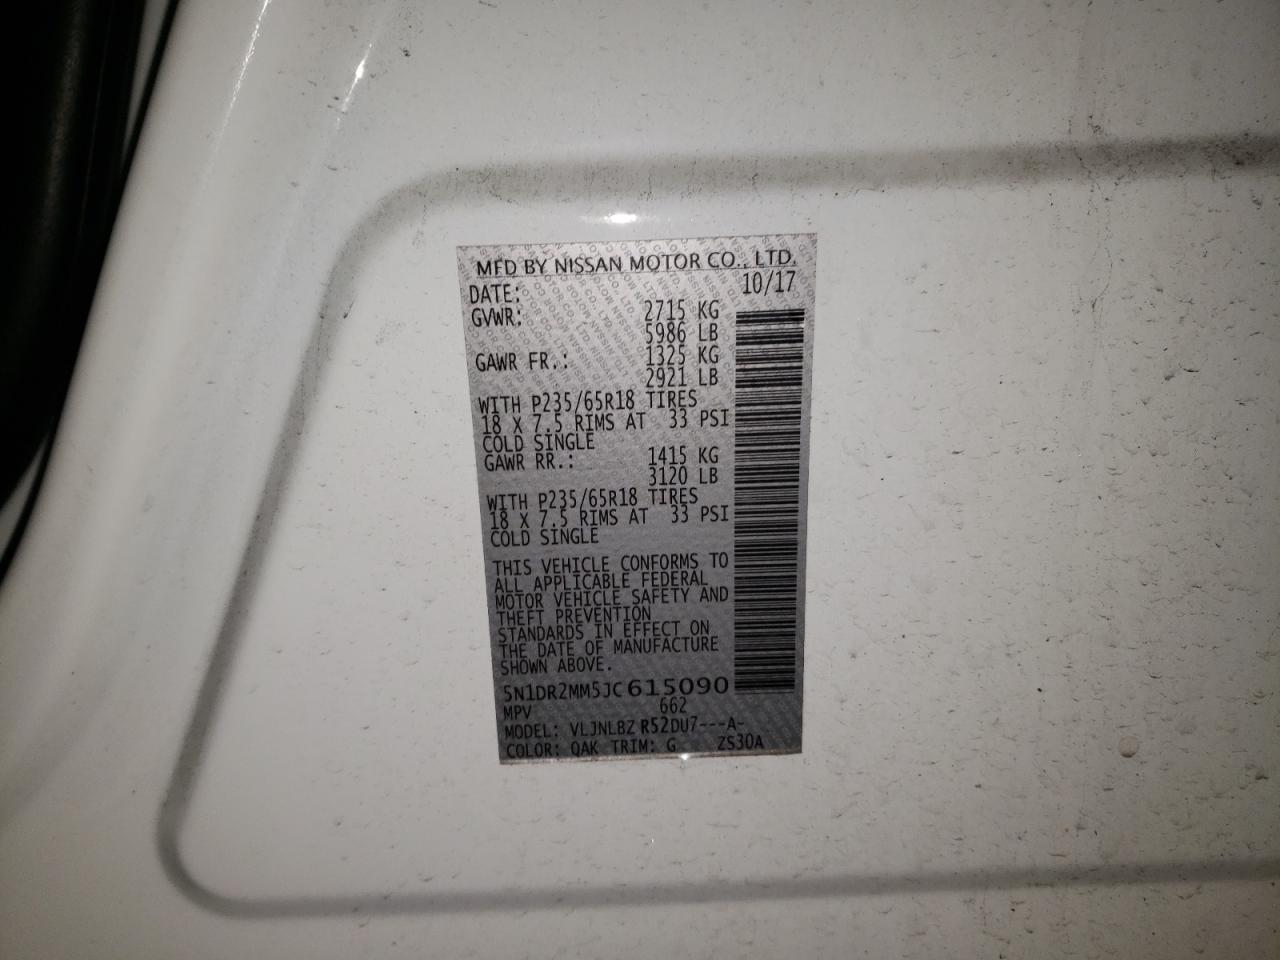 MFD BY NISSAN MOTOR CO., LTD.
DATE: 10/17
GVWR: 2715 KG
5986 LB
GAWR FR.: 1325 KG
2921 LB
WITH P235/65R18 TIRES
18 X 7.5 RIMS AT 33 PSI
COLD SINGLE
GAWR RR.: 1415 KG
3120 LB
WITH P235/65R18 TIRES
18 X 7.5 RIMS AT 33 PSI
COLD SINGLE
THIS VEHICLE CONFORMS TO
ALL APPLICABLE FEDERAL
MOTOR VEHICLE SAFETY AND
THEFT PREVENTION
STANDARDS IN EFFECT ON
THE DATE OF MANUFACTURE
SHOWN ABOVE.
5N1DR2MM5JC615090
MPV 662
MODEL: VLJNLBZ R52DU7---A-
COLOR: QAK TRIM: G ZS30A